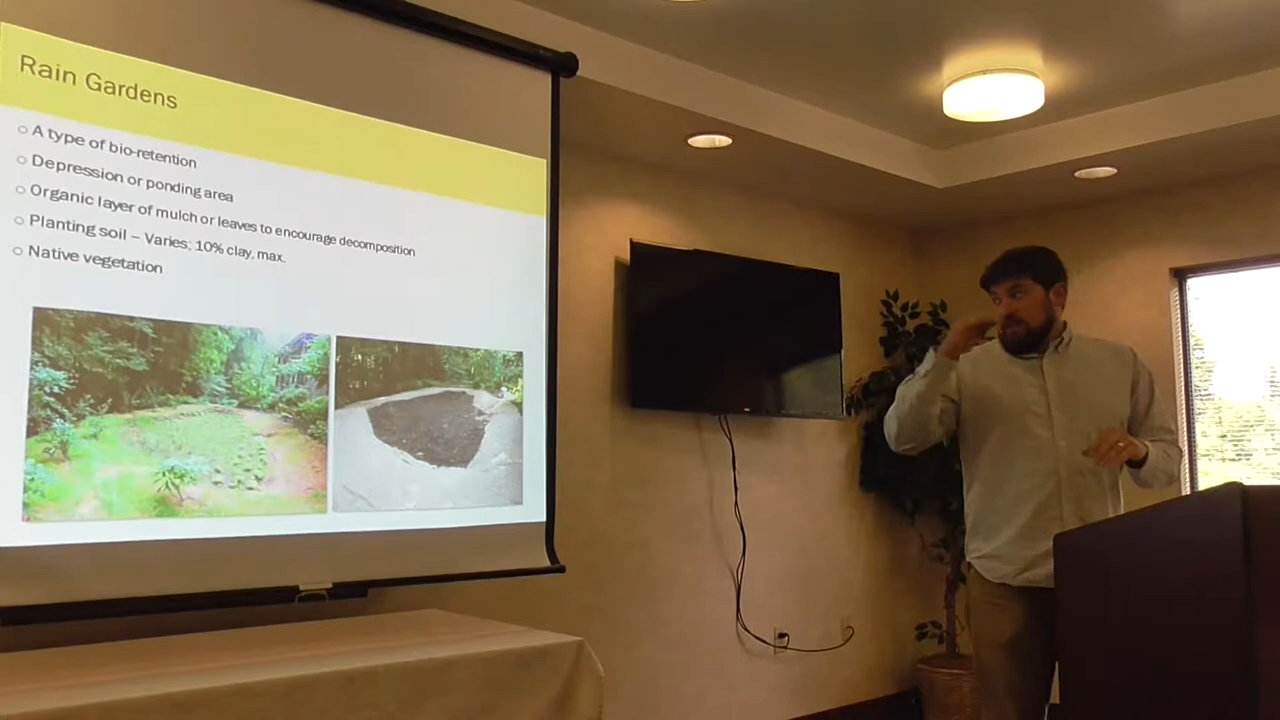 Rain Gardens
A type of bio-retention
Depression or ponding area
Organic layer of mulch or leaves to encourage decomposition
Planting soil – Varies; 10% clay, max.
Native vegetation